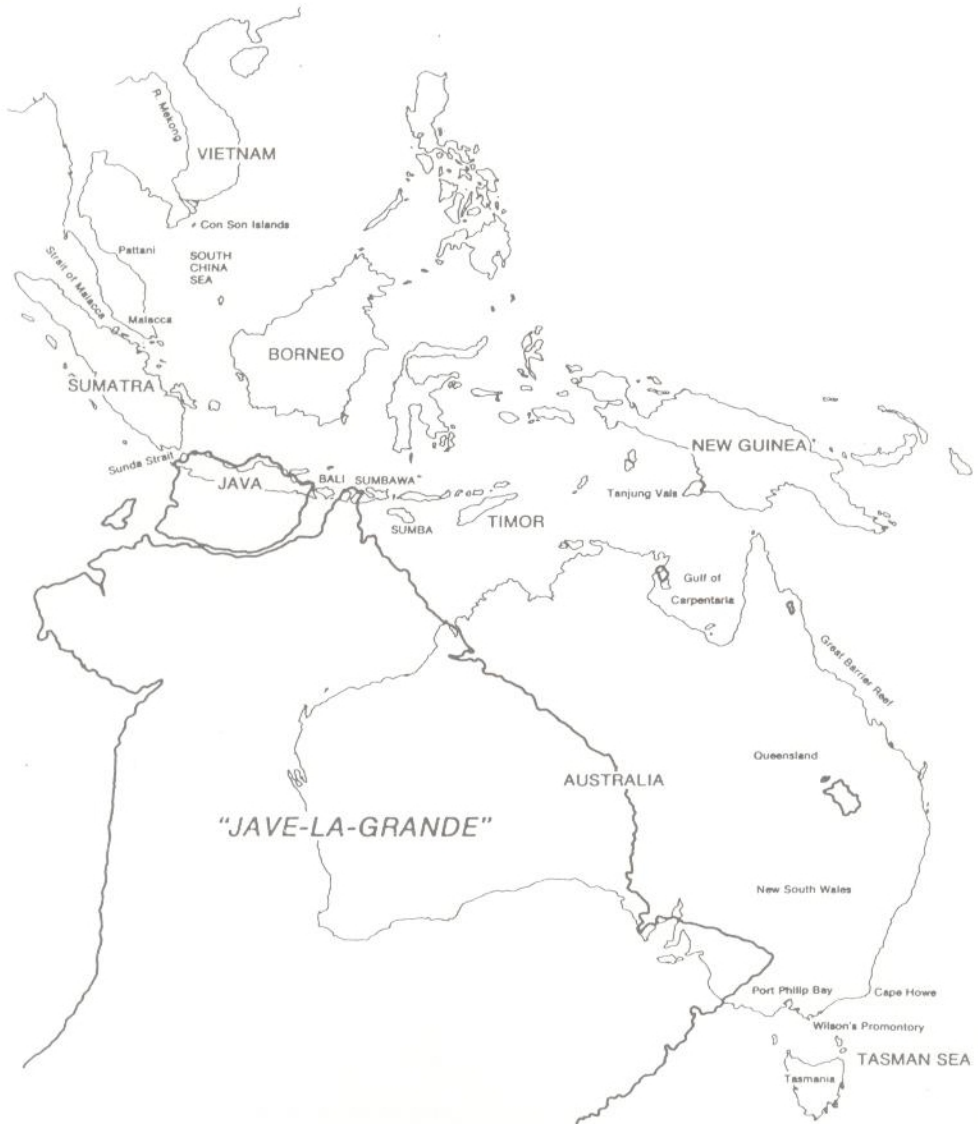 R. Mekong
VIETNAM
Con Son Islands
Pattani
SOUTH
CHINA
SEA
Strait of Malacca
Malacca
BORNEO
SUMATRA
NEW GUINEA
Sunda Strait
JAVA
BALI
SUMBAWA
Tanjung Vals
SUMBA
TIMOR
Gulf of
Carpentaria
Great Barrier Reef
Queensland
AUSTRALIA
"JAVE-LA-GRANDE"
New South Wales
Port Philip Bay
Cape Howe
Wilson's Promontory
TASMAN SEA
Tasmania